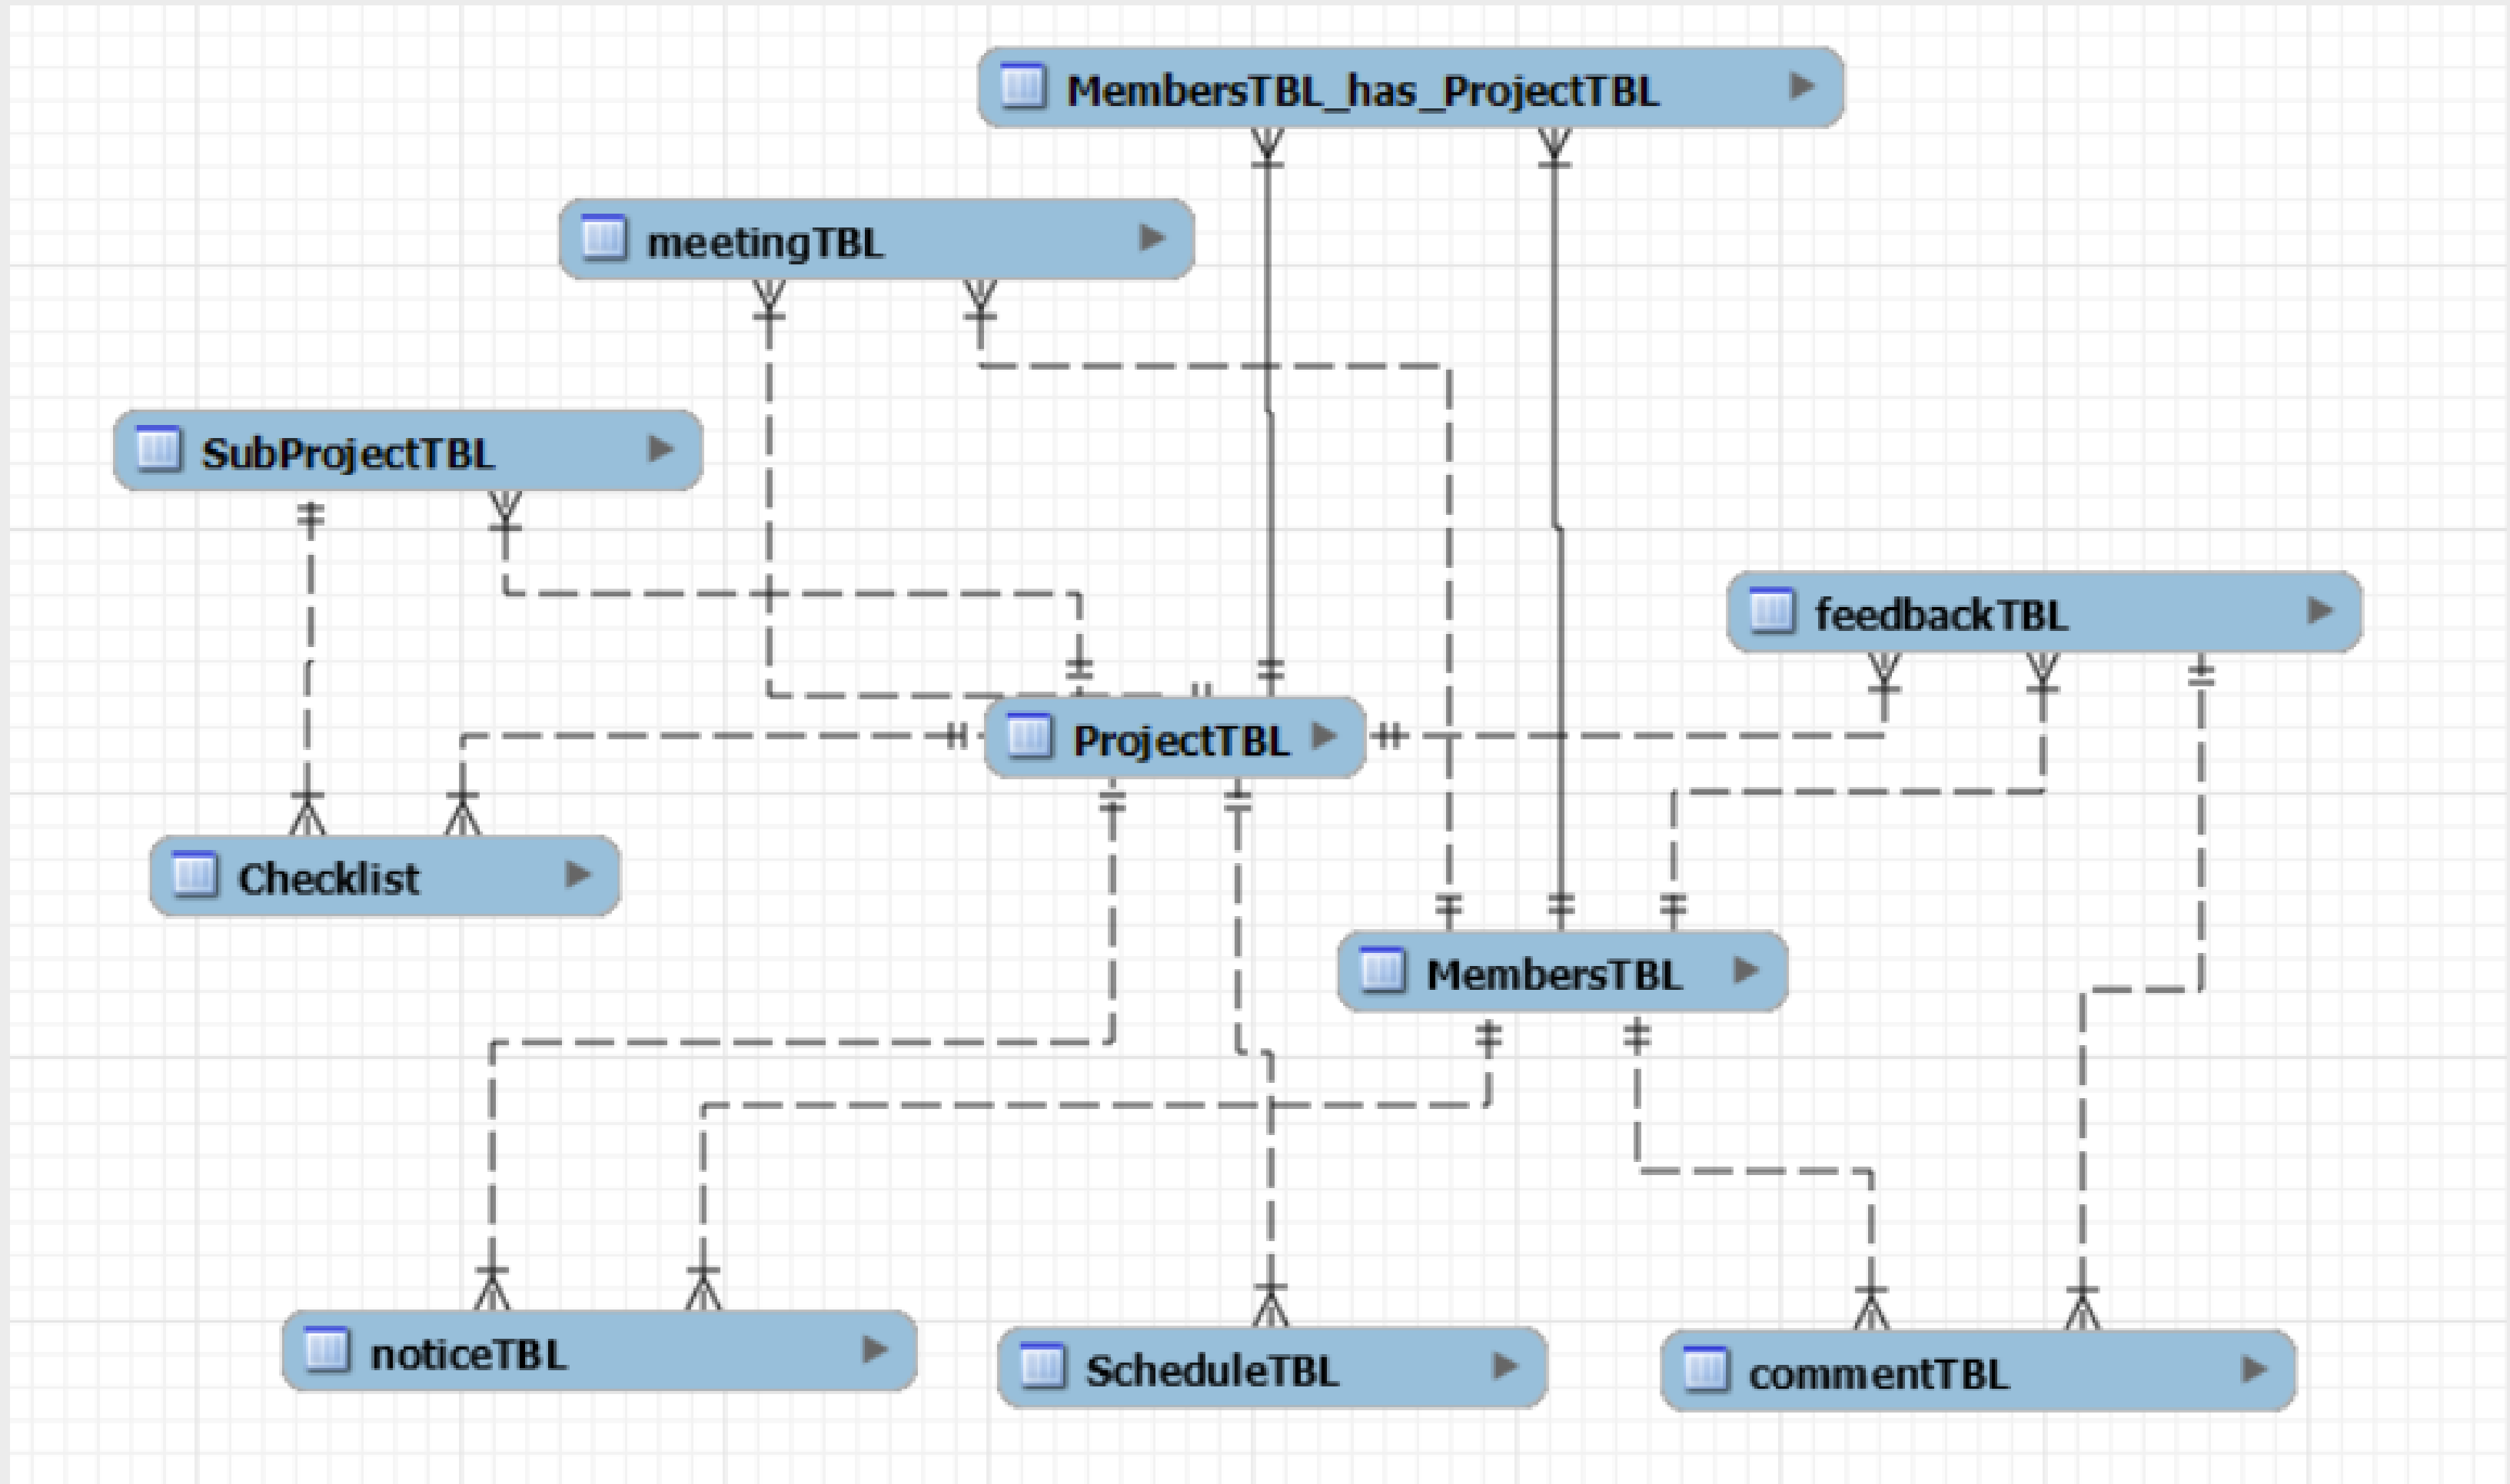 MembersTBL_has_ProjectTBL
meetingTBL
SubProjectTBL
feedbackTBL
ProjectTBL
Checklist
MembersTBL
noticeTBL
ScheduleTBL
commentTBL